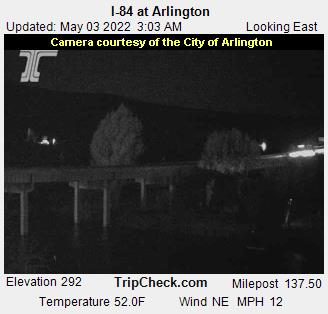 I-84 at Arlington
Updated: May 03 2022 3:03 AM Looking East
Camera courtesy of the City of Arlington
Elevation 292 TripCheck.com Milepost 137.50
Temperature 52.0F Wind NE MPH 12